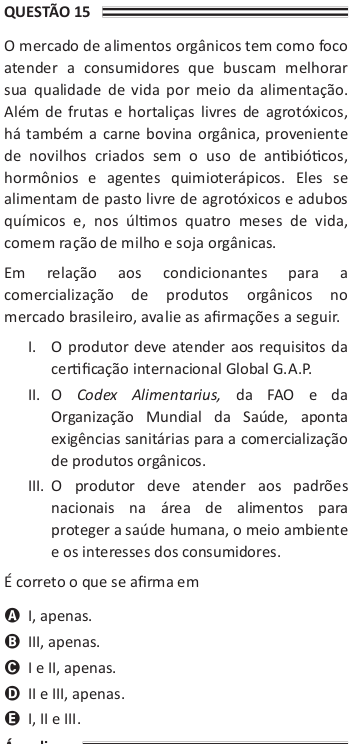 QUESTÃO 15
O mercado de alimentos orgânicos tem como foco
atender a consumidores que buscam melhorar
sua qualidade de vida por meio da alimentação.
Além de frutas e hortaliças livres de agrotóxicos,
há também a carne bovina orgânica, proveniente
de novilhos criados sem o uso de antibióticos,
hormônios e agentes quimioterápicos. Eles se
alimentam de pasto livre de agrotóxicos e adubos
químicos e, nos últimos quatro meses de vida,
comem ração de milho e soja orgânicas.
Em relação aos condicionantes para a
comercialização de produtos orgânicos no
mercado brasileiro, avalie as afirmações a seguir.
I. O produtor deve atender aos requisitos da
certificação internacional Global G.A.P.
II. O Codex Alimentarius, da FAO e da
Organização Mundial da Saúde, aponta
exigências sanitárias para a comercialização
de produtos orgânicos.
III. O produtor deve atender aos padrões
nacionais na área de alimentos para
proteger a saúde humana, o meio ambiente
e os interesses dos consumidores.
É correto o que se afirma em
A I, apenas.
B III, apenas.
C I e II, apenas.
D II e III, apenas.
E I, II e III.